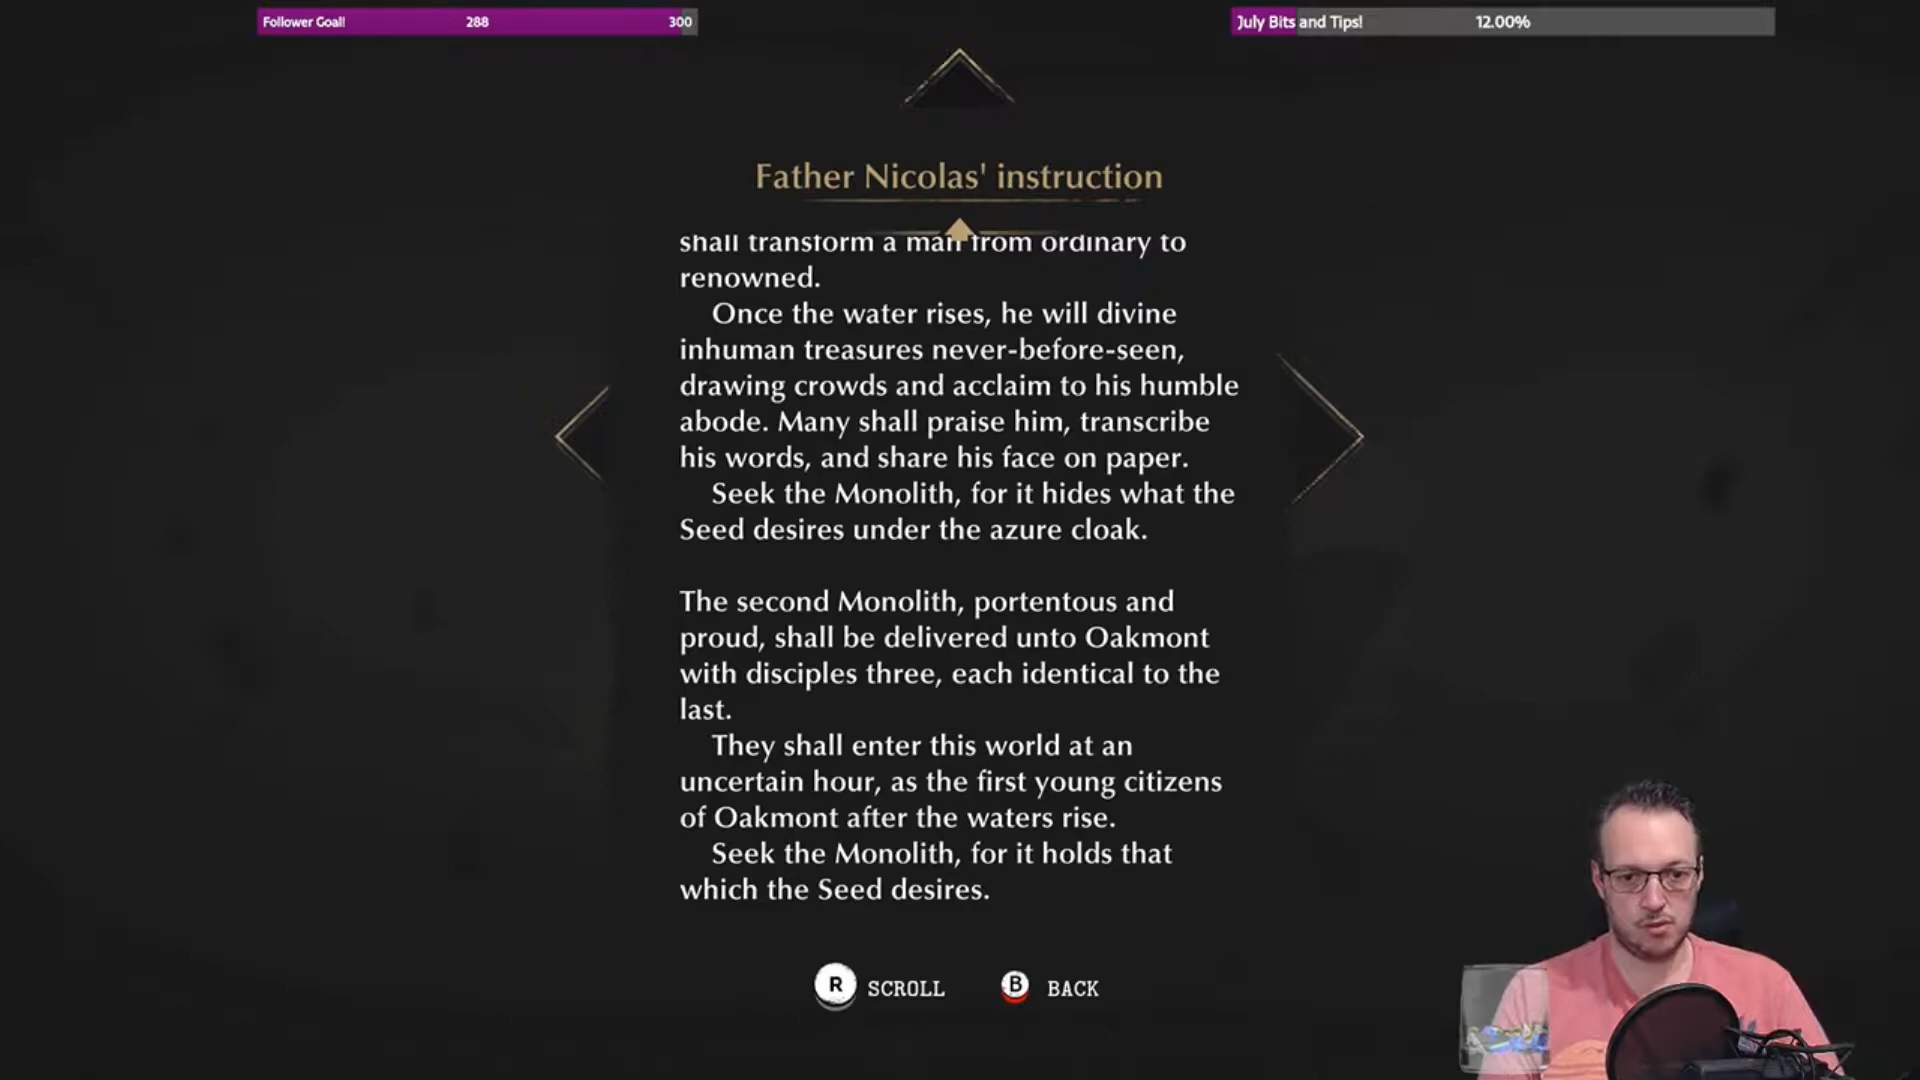 Follower Goal! 288 300
July Bits and Tips! 12.00%
Father Nicolas' instruction
shall transform a man from ordinary to
renowned.
Once the water rises, he will divine
inhuman treasures never-before-seen,
drawing crowds and acclaim to his humble
abode. Many shall praise him, transcribe
his words, and share his face on paper.
Seek the Monolith, for it hides what the
Seed desires under the azure cloak.
The second Monolith, portentous and
proud, shall be delivered unto Oakmont
with disciples three, each identical to the
last.
They shall enter this world at an
uncertain hour, as the first young citizens
of Oakmont after the waters rise.
Seek the Monolith, for it holds that
which the Seed desires.
R SCROLL B BACK